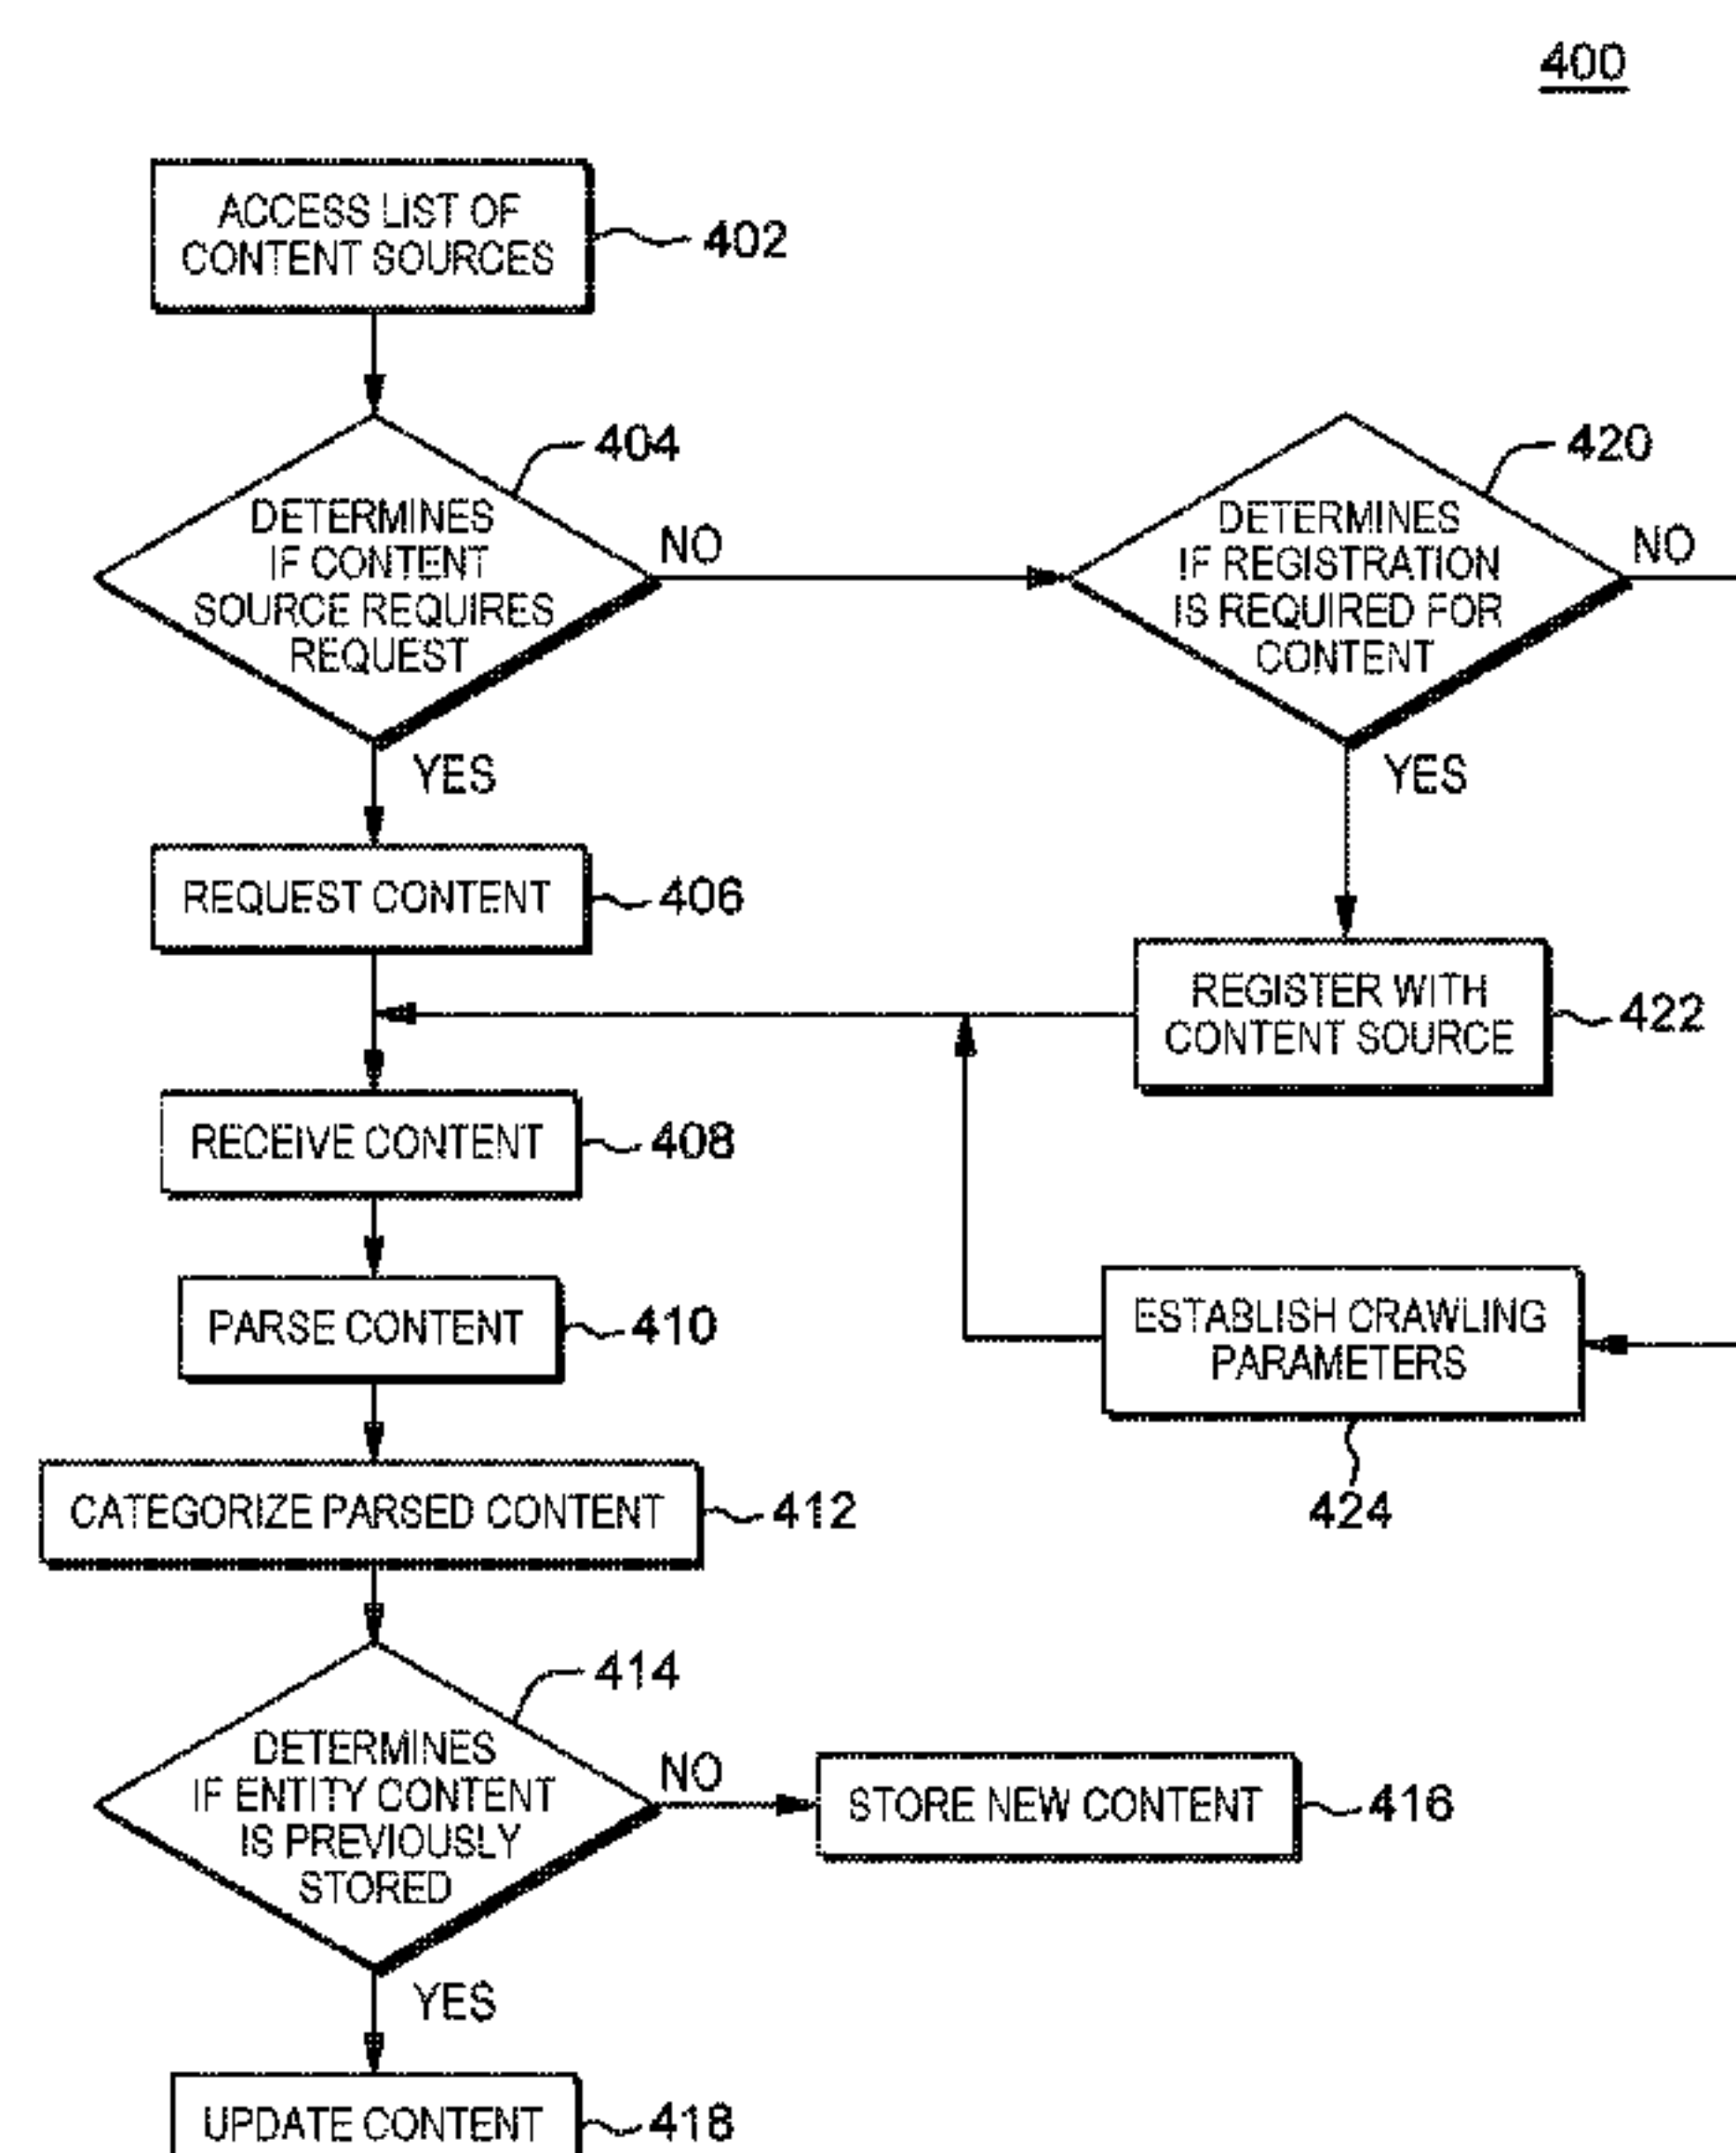 400
ACCESS LIST OF
CONTENT SOURCES
402
404
DETERMINES
IF CONTENT
SOURCE REQUIRES
REQUEST
NO
YES
420
DETERMINES
IF REGISTRATION
IS REQUIRED FOR
CONTENT
NO
YES
REQUEST CONTENT
406
REGISTER WITH
CONTENT SOURCE
422
RECEIVE CONTENT
408
PARSE CONTENT
410
ESTABLISH CRAWLING
PARAMETERS
424
CATEGORIZE PARSED CONTENT
412
414
DETERMINES
IF ENTITY CONTENT
IS PREVIOUSLY
STORED
NO
YES
STORE NEW CONTENT
416
UPDATE CONTENT
418